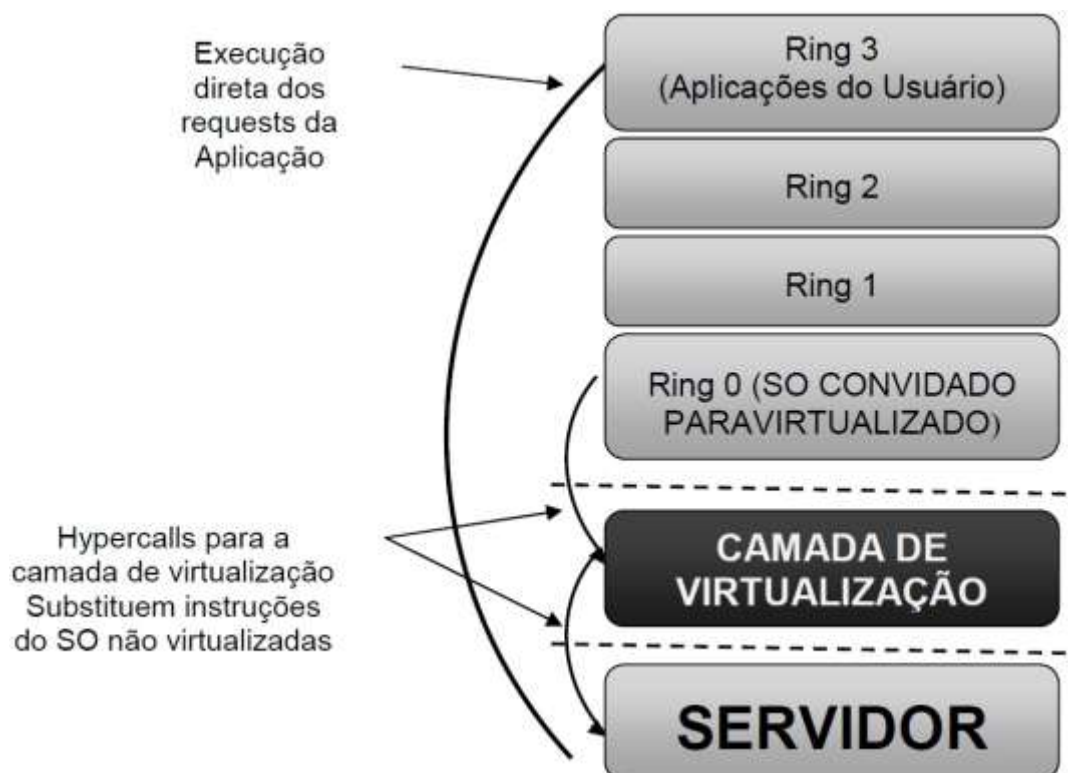 Execução
direta dos
requests da
Aplicação
Ring 3
(Aplicações do Usuário)
Ring 2
Ring 1
Ring 0 (SO CONVIDADO
PARAVIRTUALIZADO)
Hypercalls para a
camada de virtualização
Substituem instruções
do SO não virtualizadas
CAMADA DE
VIRTUALIZAÇÃO
SERVIDOR